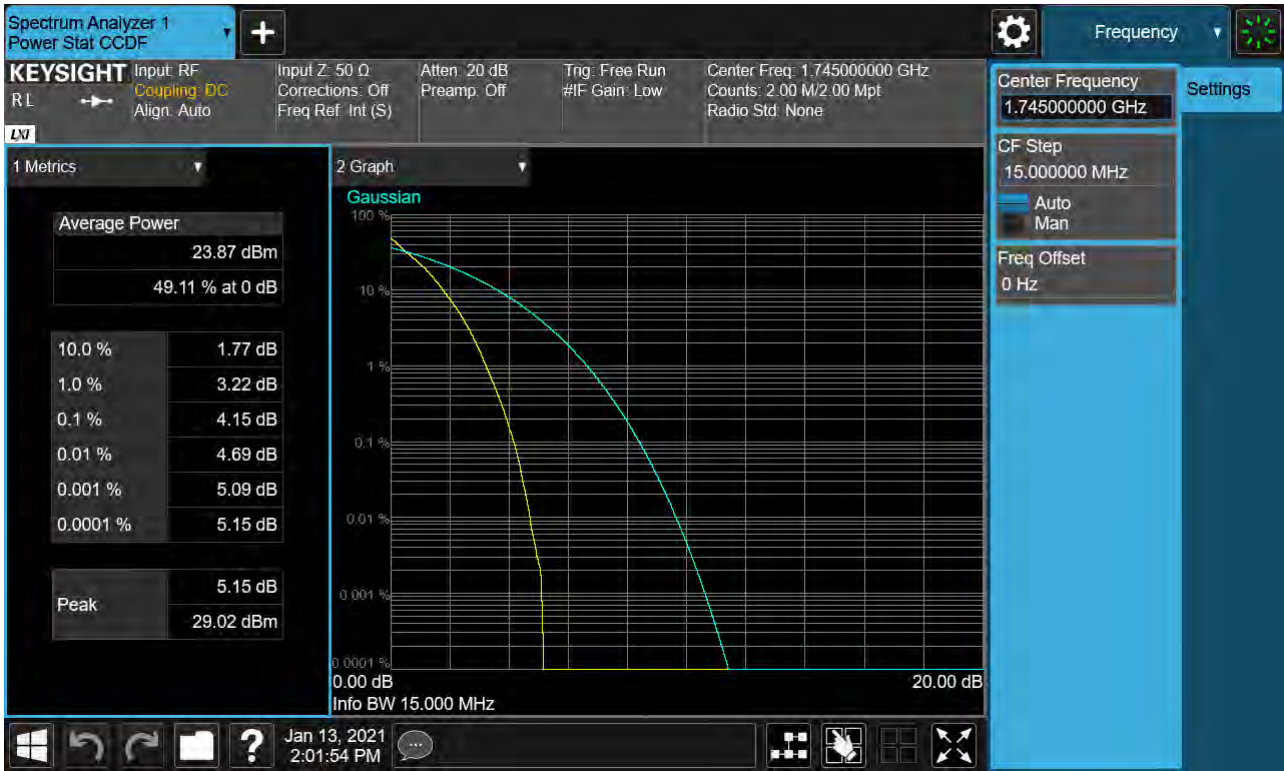 Spectrum Analyzer 1
Power Stat CCDF
Frequency
KEYSIGHT
RL
LXI
Input: RF
Coupling: DC
Align: Auto
Input Z: 50 Ω
Corrections: Off
Freq Ref: Int (S)
Atten: 20 dB
Preamp: Off
Trig: Free Run
#IF Gain: Low
Center Freq: 1.745000000 GHz
Counts: 2.00 M/2.00 Mpt
Radio Std: None
Center Frequency
1.745000000 GHz
Settings
CF Step
15.000000 MHz
Auto
Man
Freq Offset
0 Hz
1 Metrics
Average Power
23.87 dBm
49.11 % at 0 dB
10.0 % 1.77 dB
1.0 % 3.22 dB
0.1 % 4.15 dB
0.01 % 4.69 dB
0.001 % 5.09 dB
0.0001 % 5.15 dB
Peak
5.15 dB
29.02 dBm
2 Graph
Gaussian
100 %
10 %
1 %
0.1 %
0.01 %
0.001 %
0.0001 %
0.00 dB 20.00 dB
Info BW 15.000 MHz
?
Jan 13, 2021
2:01:54 PM